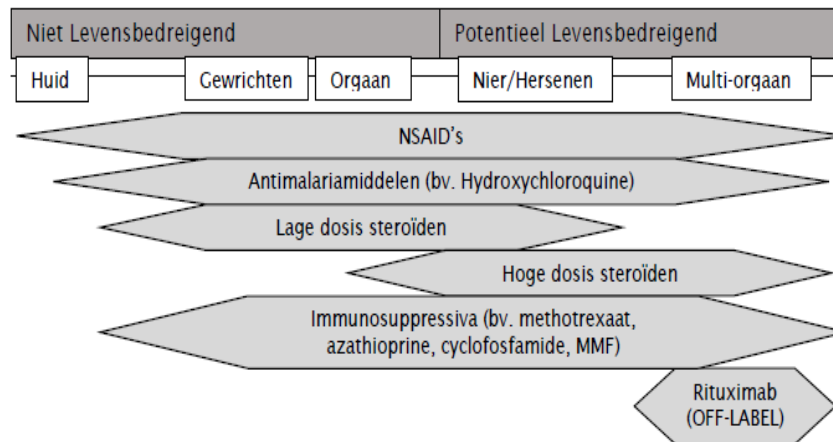 Niet Levensbedreigend
Potentieel Levensbedreigend
Huid
Gewrichten
Orgaan
Nier/Hersenen
Multi-orgaan
NSAID's
Antimalariamiddelen (bv. Hydroxychloroquine)
Lage dosis steroïden
Hoge dosis steroïden
Immunosuppressiva (bv. methotrexaat,
azathioprine, cyclofosfamide, MMF)
Rituximab
(OFF-LABEL)